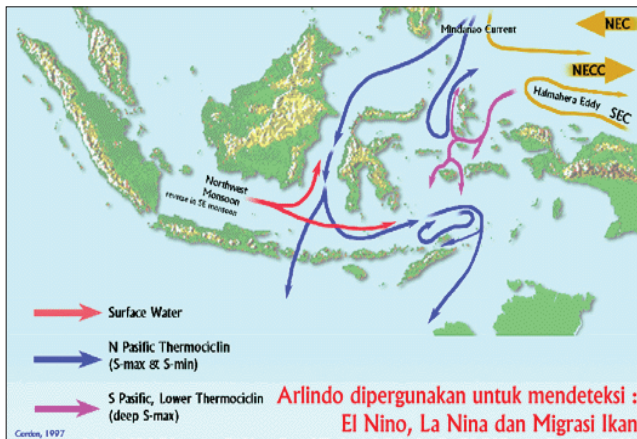 NEC
Mindanao Current
NECC
Halmahera Eddy
SEC
Northwest
Monsoon
reverse in SE monsoon
Surface Water
N Pasific Thermociclin
(S-max & S-min)
S Pasific, Lower Thermociclin
(deep S-max)
Arlindo dipergunakan untuk mendeteksi :
El Nino, La Nina dan Migrasi Ikan
Gordon, 1997